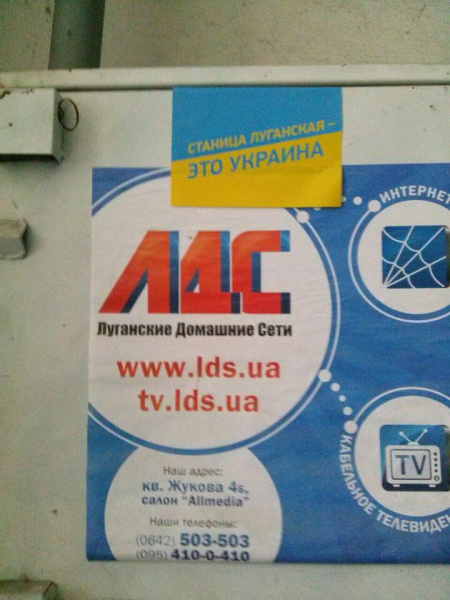 СТАНИЦА ЛУГАНСКАЯ –
ЭТО УКРАИНА
ИНТЕРНЕТ
ЛДС
Луганские Домашние Сети
www.lds.ua
tv.lds.ua
TV
КАБЕЛЬНОЕ ТЕЛЕВИДЕН
Наш адрес:
кв. Жукова 4s,
салон "Allmedia"
Наши телефоны:
(0642) 503-503
(095) 410-0-410